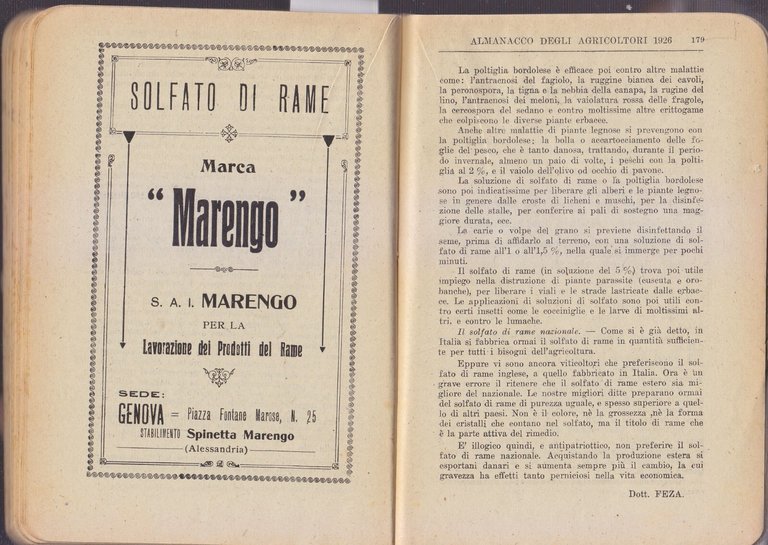 SOLFATO DI RAME
Marca
“ Marengo ”
S. A. I. MARENGO
PER LA
Lavorazione dei Prodotti del Rame
SEDE:
GENOVA = Piazza Fontane Marose, N. 25
STABILIMENTO Spinetta Marengo
(Alessandria)
ALMANACCO DEGLI AGRICOLTORI 1926 179
La poltiglia bordolese è efficace poi contro altre malattie
come: l'antracnosi del fagiolo, la ruggine bianca dei cavoli,
la peronospora, la tigna e la nebbia della canapa, la rugine del
lino, l'antracnosi dei meloni, la vaiolatura rossa delle fragole,
la cercospora del sedano e contro moltissime altre crittogame
che colpiscono le diverse piante erbacee.
Anche altre malattie di piante legnose si prevengono con
la poltiglia bordolese; la bolla o accartocciamento delle fo-
glie del pesco, che è tanto danosa, trattando, durante il perio-
do invernale, almeno un paio di volte, i peschi con la polti-
glia al 2 %, e il vaiolo dell'olivo od occhio di pavone.
La soluzione di solfato di rame o la poltiglia bordolese
sono poi indicatissime per liberare gli alberi e le piante legno-
se in genere dalle croste di licheni e muschi, per la disinfe-
zione delle stalle, per conferire ai pali di sostegno una mag-
giore durata, ecc.
La carie o volpe del grano si previene disinfettando il
seme, prima di affidarlo al terreno, con una soluzione di sol-
fato di rame all'1 o all'1,5 %, nella quale si immerge per pochi
minuti.
Il solfato di rame (in soluzione del 5 %) trova poi utile
impiego nella distruzione di piante parassite (cuscuta e oro-
banche), per liberare i viali e le strade lastricate dalle erbac-
ce. Le applicazioni di soluzioni di solfato sono poi utili con-
tro certi insetti come le cocciniglie e le larve di moltissimi al-
tri. e contro le lumache.
Il solfato di rame nazionale. — Come si è già detto, in
Italia si fabbrica ormai il solfato di rame in quantità sufficien-
te per tutti i bisogni dell'agricoltura.
Eppure vi sono ancora viticoltori che preferiscono il sol-
fato di rame inglese, a quello fabbricato in Italia. Ora è un
grave errore il ritenere che il solfato di rame estero sia mi-
gliore del nazionale. Le nostre migliori ditte preparano ormai
del solfato di rame di purezza uguale, e spesso superiore a quel-
lo di altri paesi. Non è il colore, nè la grossezza ,nè la forma
dei cristalli che contano nel solfato, ma il titolo di rame che
è la parte attiva del rimedio.
E' illogico quindi, e antipatriottico, non preferire il sol-
fato di rame nazionale. Acquistando la produzione estera si
esportani danari e si aumenta sempre più il cambio, la cui
gravezza ha effetti tanto perniciosi nella vita economica.
Dott. FEZA.